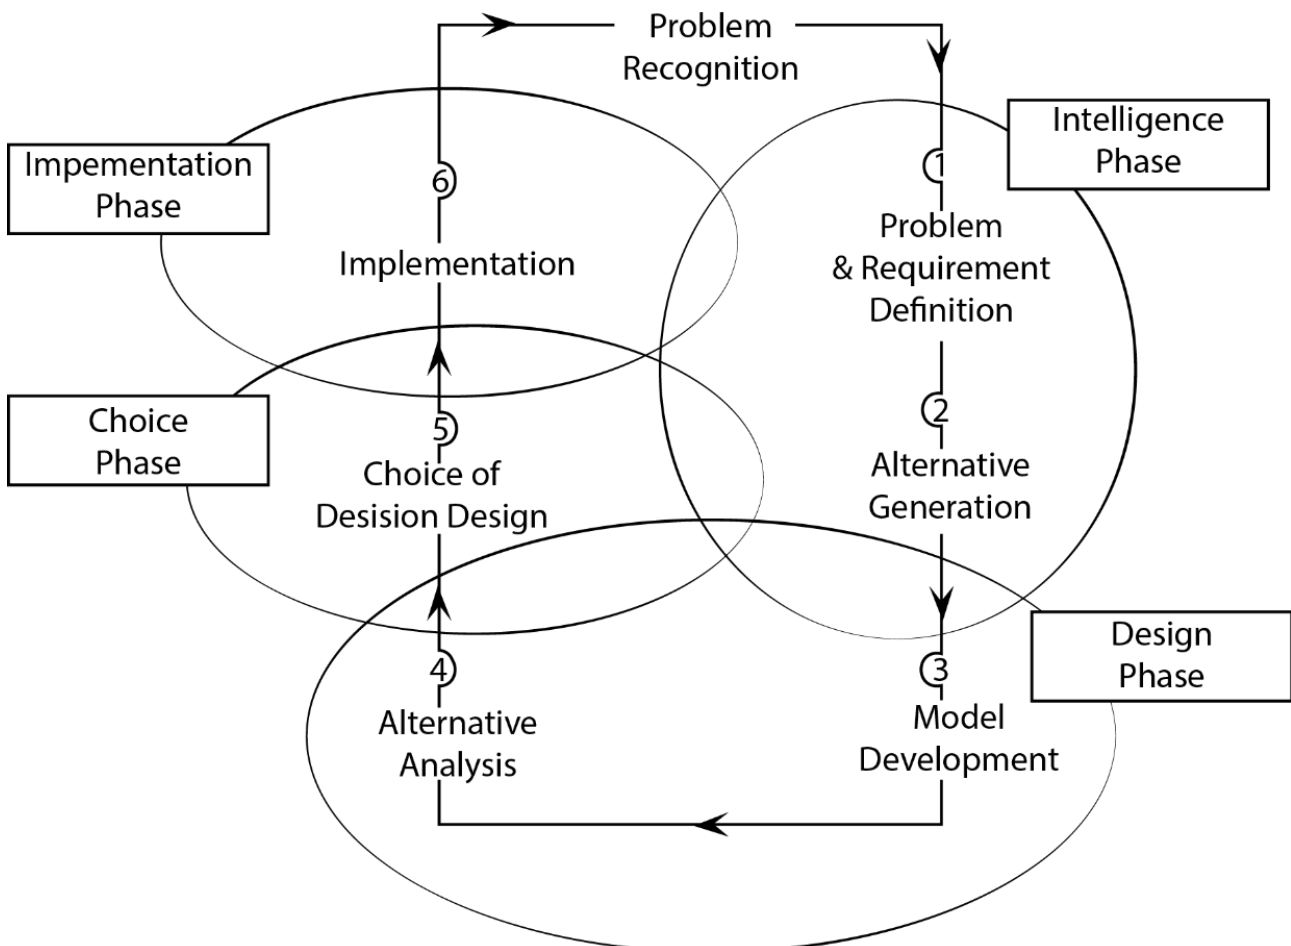 Problem
Recognition
Intelligence
Phase
1
Problem
& Requirement
Definition
2
Alternative
Generation
Design
Phase
3
Model
Development
4
Alternative
Analysis
Choice
Phase
5
Choice of
Desision Design
Impementation
Phase
6
Implementation